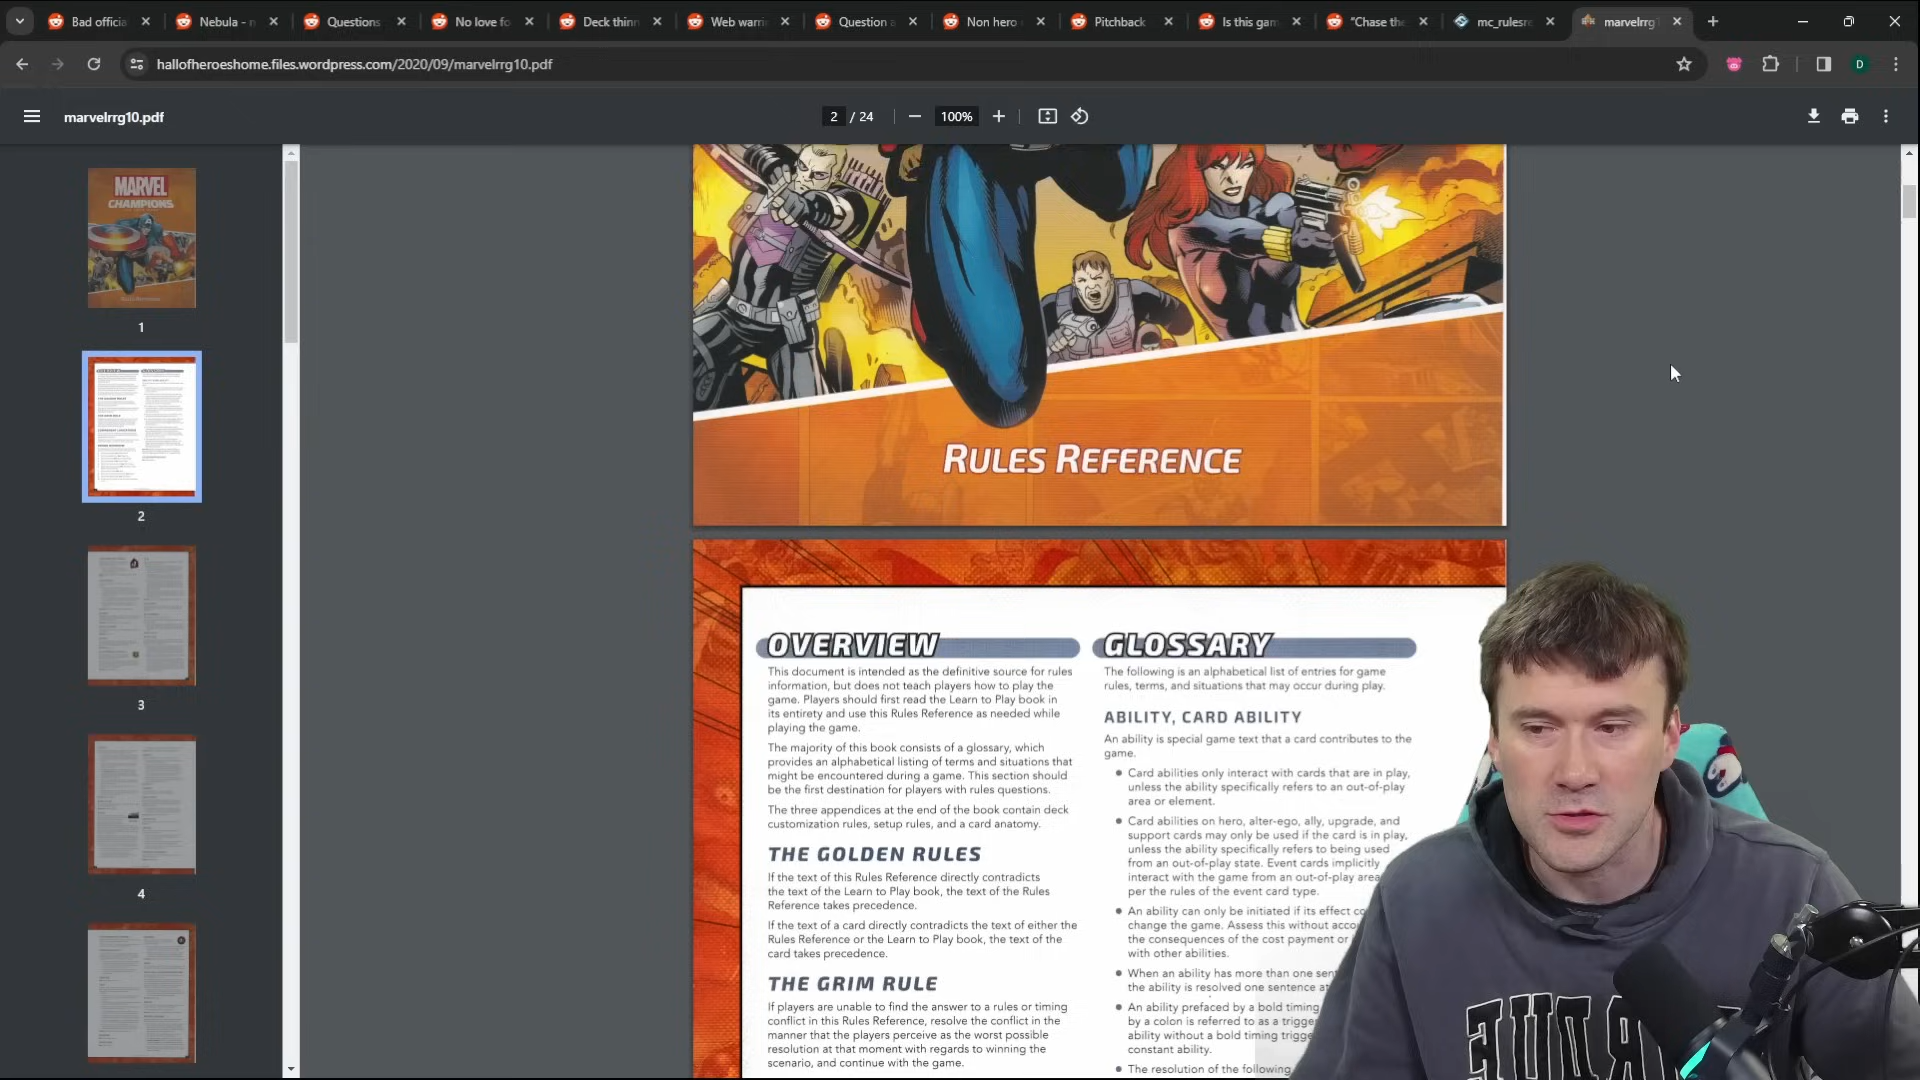 Bad officia
Nebula - n
Questions
No love fo
Deck thinn
Web warri
Question a
Non hero
Pitchback
Is this gam
"Chase the
mc_rulesre
marvelrrg1
hallofheroeshome.files.wordpress.com/2020/09/marvelrrg10.pdf
D
marvelrrg10.pdf
2 / 24
100%
MARVEL
CHAMPIONS
1
2
3
4
RULES REFERENCE
OVERVIEW
This document is intended as the definitive source for rules
information, but does not teach players how to play the
game. Players should first read the Learn to Play book in
its entirety and use this Rules Reference as needed while
playing the game.
The majority of this book consists of a glossary, which
provides an alphabetical listing of terms and situations that
might be encountered during a game. This section should
be the first destination for players with rules questions.
The three appendices at the end of the book contain deck
customization rules, setup rules, and a card anatomy.
THE GOLDEN RULES
If the text of this Rules Reference directly contradicts
the text of the Learn to Play book, the text of the Rules
Reference takes precedence.
If the text of a card directly contradicts the text of either the
Rules Reference or the Learn to Play book, the text of the
card takes precedence.
THE GRIM RULE
If players are unable to find the answer to a rules or timing
conflict in this Rules Reference, resolve the conflict in the
manner that the players perceive as the worst possible
resolution at that moment with regards to winning the
scenario, and continue with the game.
GLOSSARY
The following is an alphabetical list of entries for game
rules, terms, and situations that may occur during play.
ABILITY, CARD ABILITY
An ability is special game text that a card contributes to the
game.
• Card abilities only interact with cards that are in play,
unless the ability specifically refers to an out-of-play
area or element.
• Card abilities on hero, alter-ego, ally, upgrade, and
support cards may only be used if the card is in play,
unless the ability specifically refers to being used
from an out-of-play state. Event cards implicitly
interact with the game from an out-of-play area
per the rules of the event card type.
• An ability can only be initiated if its effect co
change the game. Assess this without acco
the consequences of the cost payment or
with other abilities.
• When an ability has more than one sent
the ability is resolved one sentence at
• An ability prefaced by a bold timing
by a colon is referred to as a trigge
ability without a bold timing trigge
constant ability.
• The resolution of the following